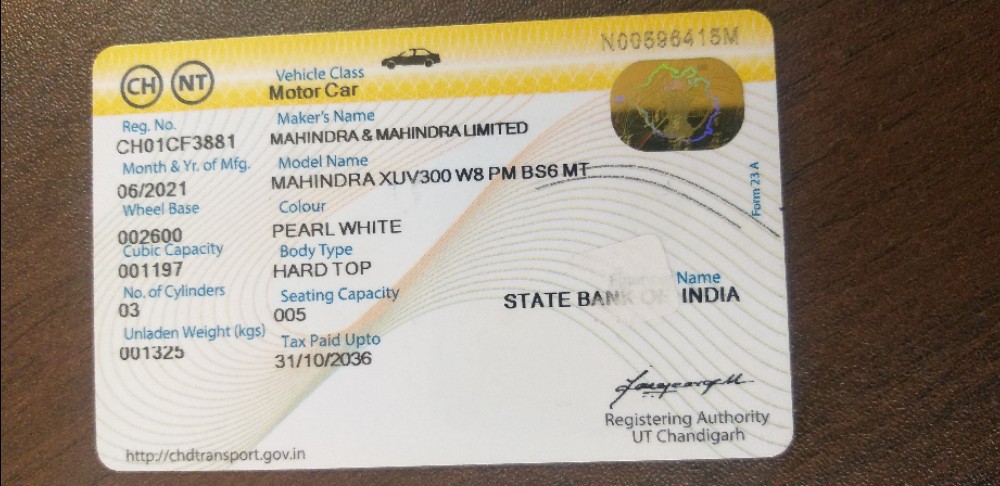 N00596415M
CH NT
Vehicle Class
Motor Car
Reg. No.
CH01CF3881
Maker's Name
MAHINDRA & MAHINDRA LIMITED
Month & Yr. of Mfg.
06/2021
Model Name
MAHINDRA XUV300 W8 PM BS6 MT
Wheel Base
002600
Colour
PEARL WHITE
Cubic Capacity
001197
Body Type
HARD TOP
No. of Cylinders
03
Seating Capacity
005
Name
STATE BANK OF INDIA
Unladen Weight (kgs)
001325
Tax Paid Upto
31/10/2036
Form 23 A
Registering Authority
UT Chandigarh
http://chdtransport.gov.in